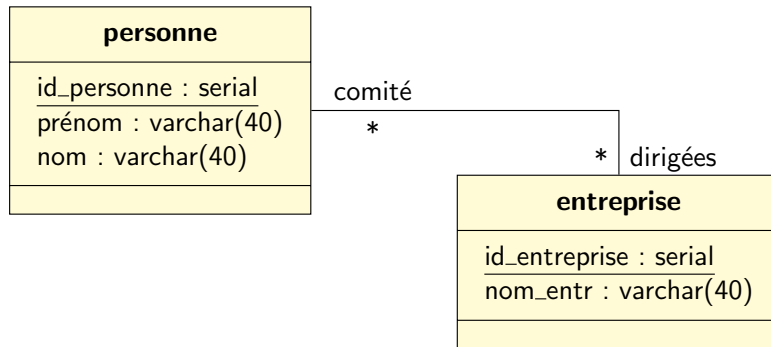 personne
id_personne : serial
prénom : varchar(40)
nom : varchar(40)
comité
*
* dirigées
entreprise
id_entreprise : serial
nom_entr : varchar(40)